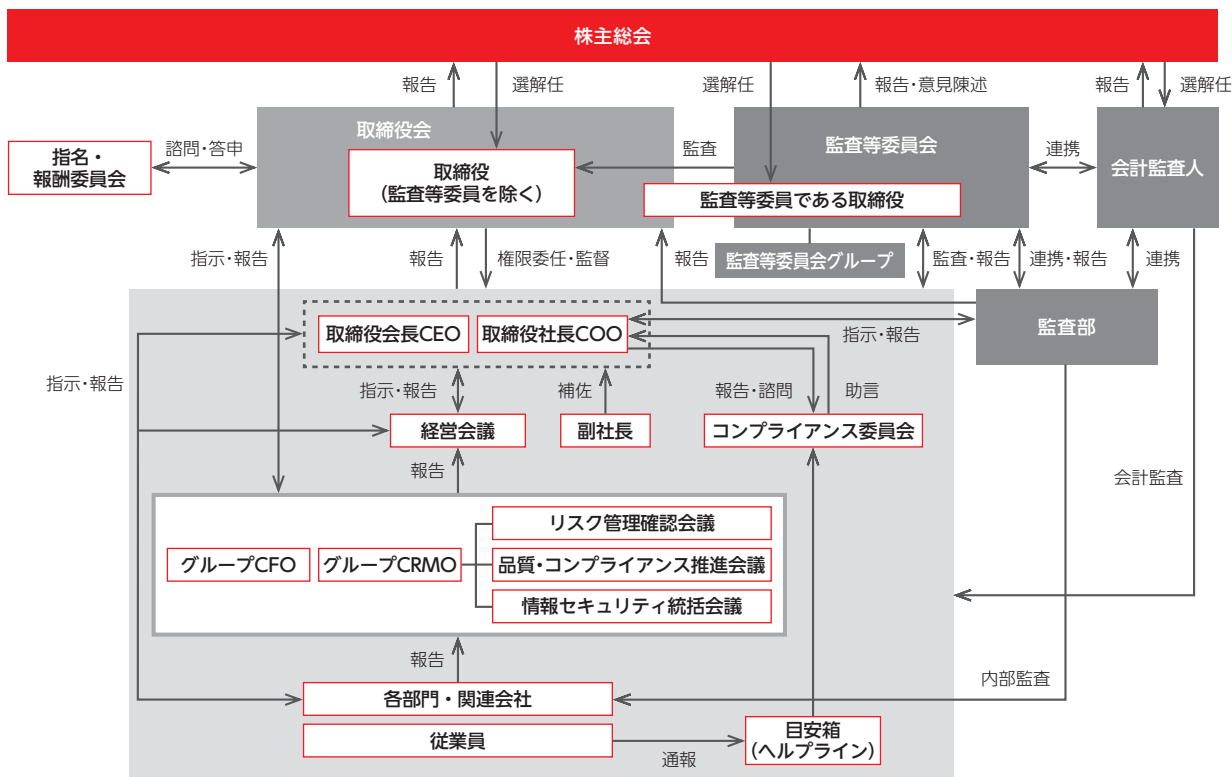 株主総会
報告
選解任
選解任
報告・意見陳述
報告
選解任
取締役会
監査等委員会
会計監査人
指名・
報酬委員会
諮問・答申
取締役
(監査等委員を除く)
監査
監査等委員である取締役
連携
監査等委員会グループ
指示・報告
報告
権限委任・監督
報告
監査・報告
連携・報告
連携
監査部
取締役会長CEO
取締役社長COO
指示・報告
指示・報告
指示・報告
補佐
報告・諮問
助言
経営会議
副社長
コンプライアンス委員会
報告
会計監査
リスク管理確認会議
グループCFO
グループCRMO
品質・コンプライアンス推進会議
情報セキュリティ統括会議
報告
内部監査
各部門・関連会社
従業員
通報
目安箱
(ヘルプライン)